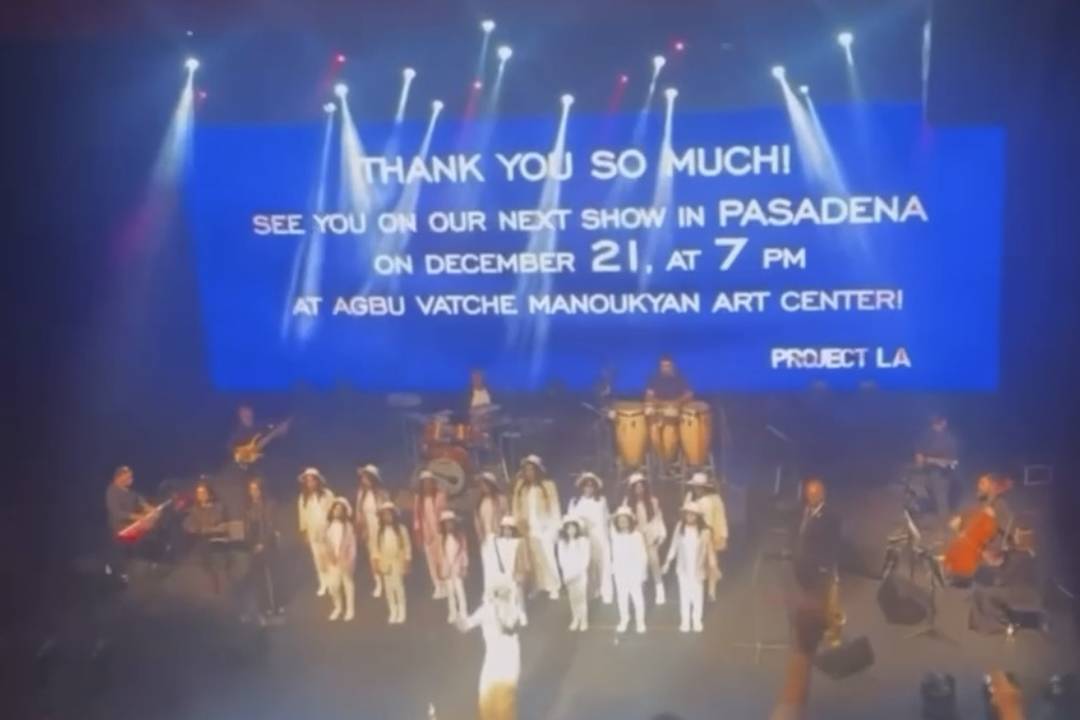 THANK YOU SO MUCH!
SEE YOU ON OUR NEXT SHOW IN PASADENA
ON DECEMBER 21, AT 7 PM
AT AGBU VATCHE MANOUKYAN ART CENTER!
PROJECT LA